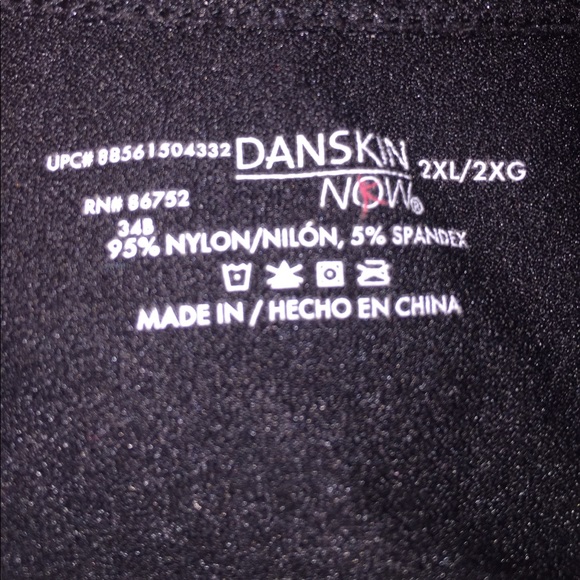 UPC# 88561504332 DANSKIN NOW® 2XL/2XG
RN# 86752
34B
95% NYLON/NILÓN, 5% SPANDEX
MADE IN / HECHO EN CHINA